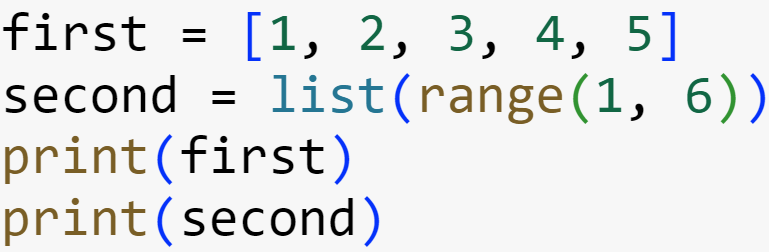 first = [1, 2, 3, 4, 5]
second = list(range(1, 6))
print(first)
print(second)